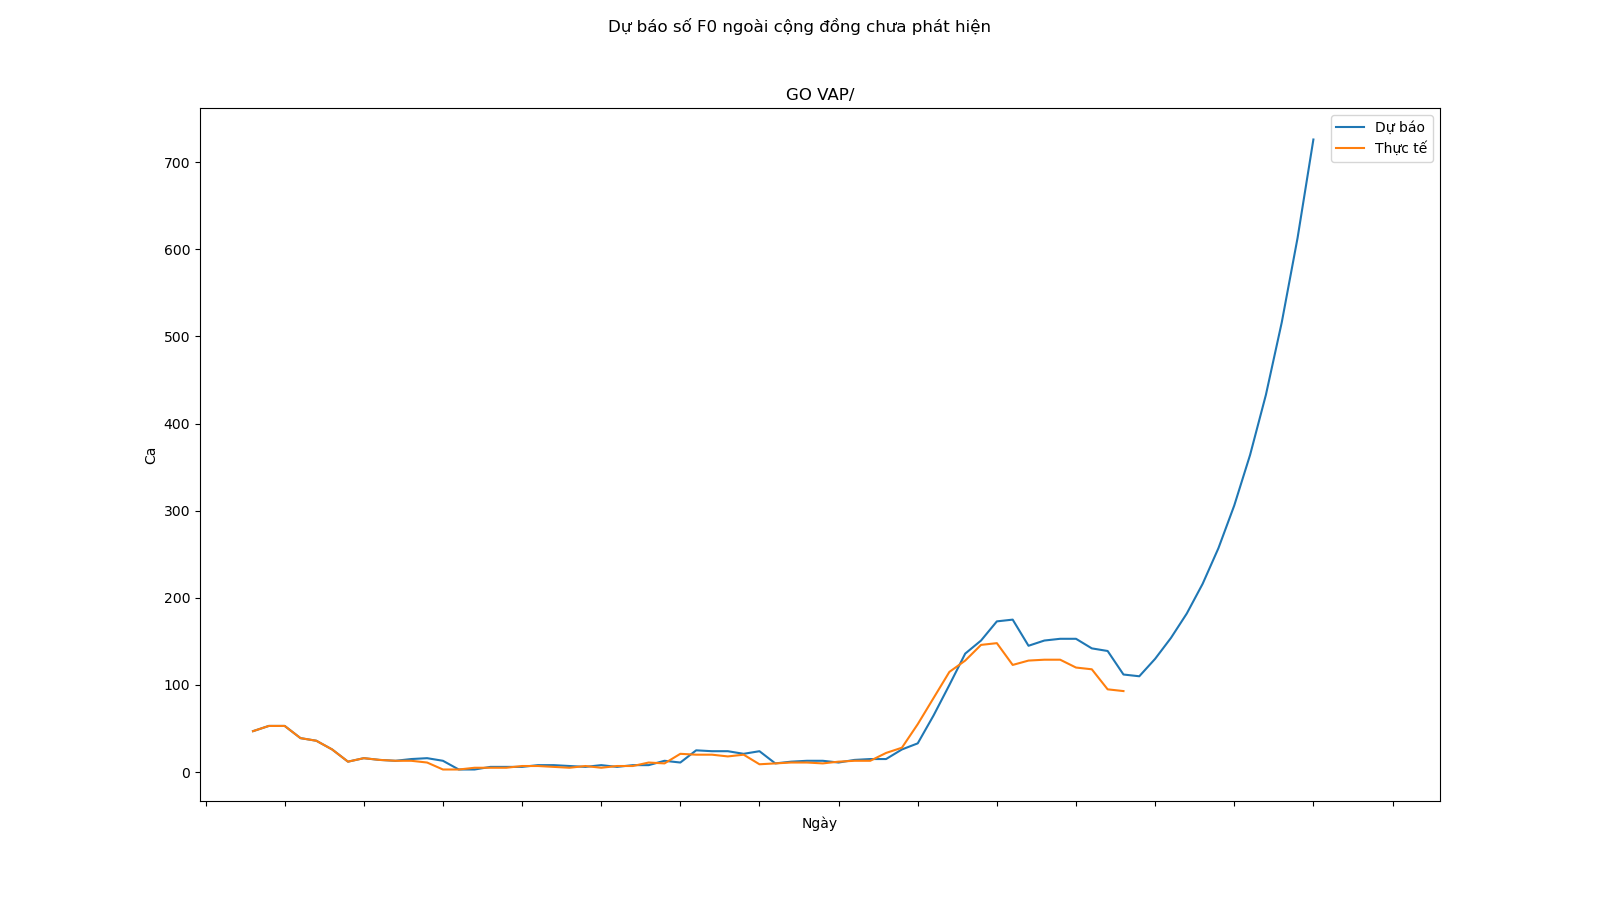 Dự báo số F0 ngoài cộng đồng chưa phát hiện
GO VAP/
Dự báo
Thực tế
700
600
500
400
300
200
100
0
Ca
Ngày